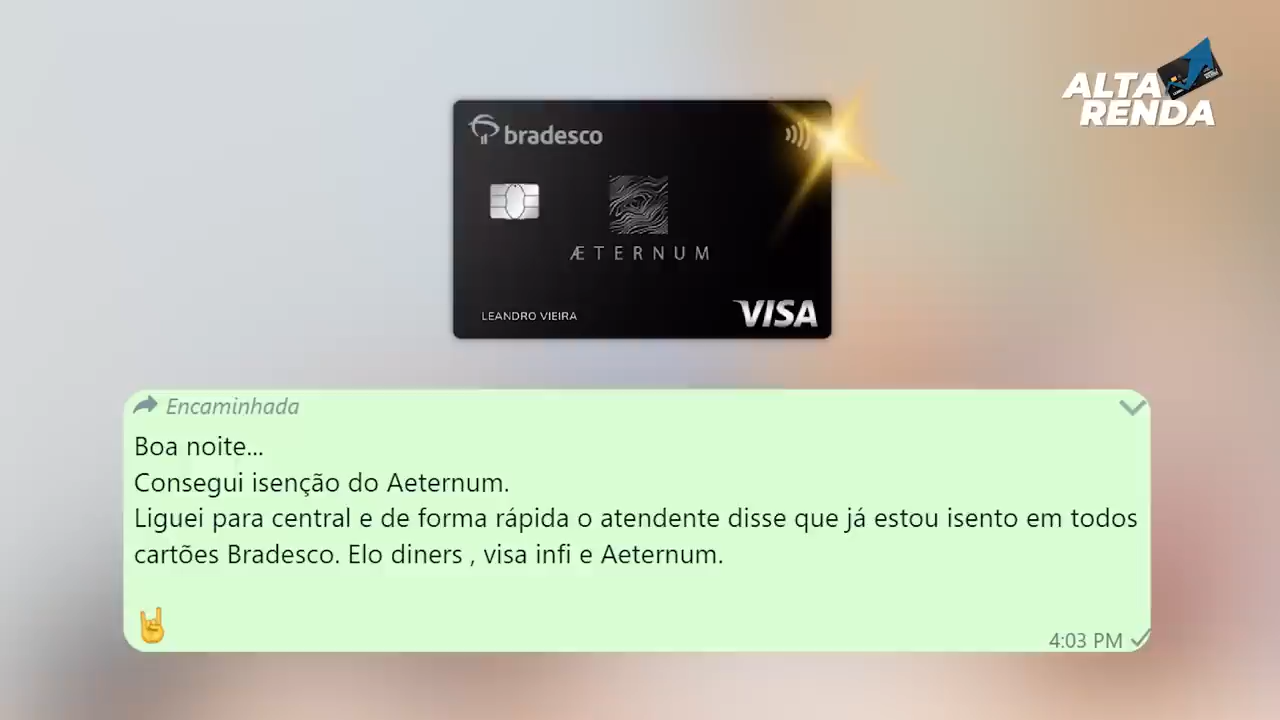 ALTA
RENDA
bradesco
ÆTERNUM
LEANDRO VIEIRA
VISA
Encaminhada
Boa noite...
Consegui isenção do Aeternum.
Liguei para central e de forma rápida o atendente disse que já estou isento em todos
cartões Bradesco. Elo diners , visa infi e Aeternum.
4:03 PM